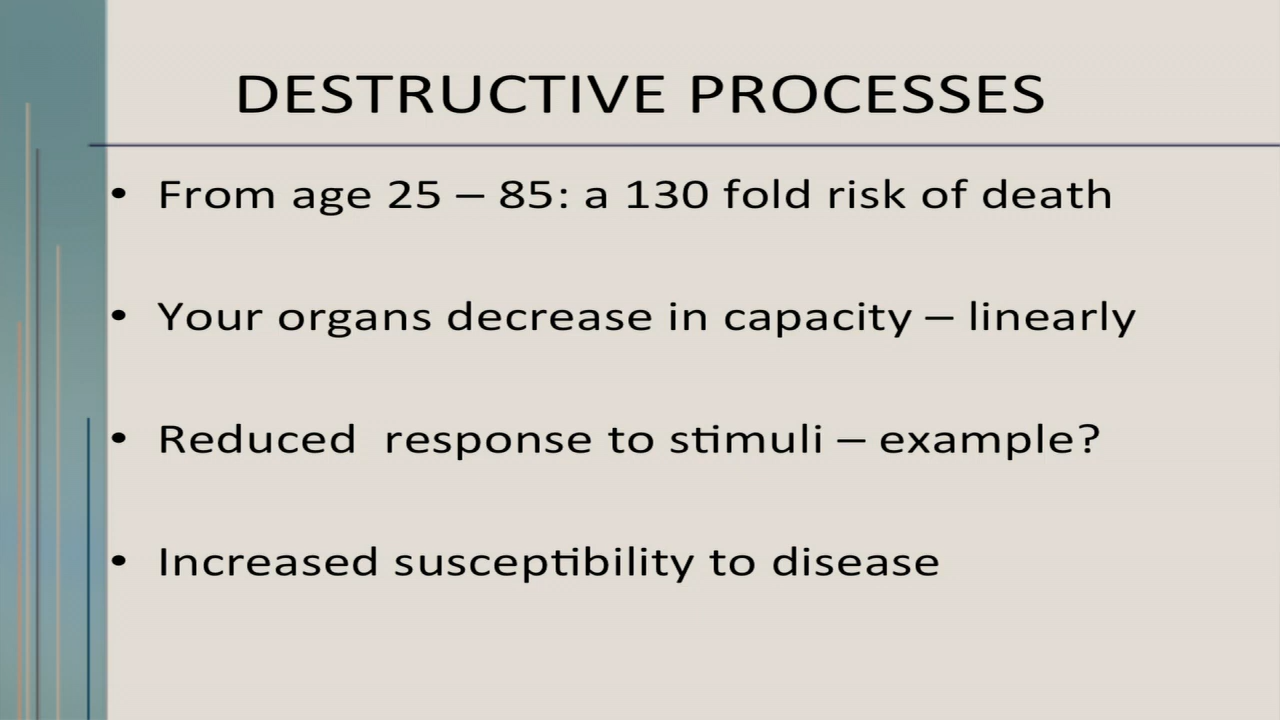 DESTRUCTIVE PROCESSES
• From age 25 – 85: a 130 fold risk of death
• Your organs decrease in capacity – linearly
• Reduced  response to stimuli – example?
• Increased susceptibility to disease